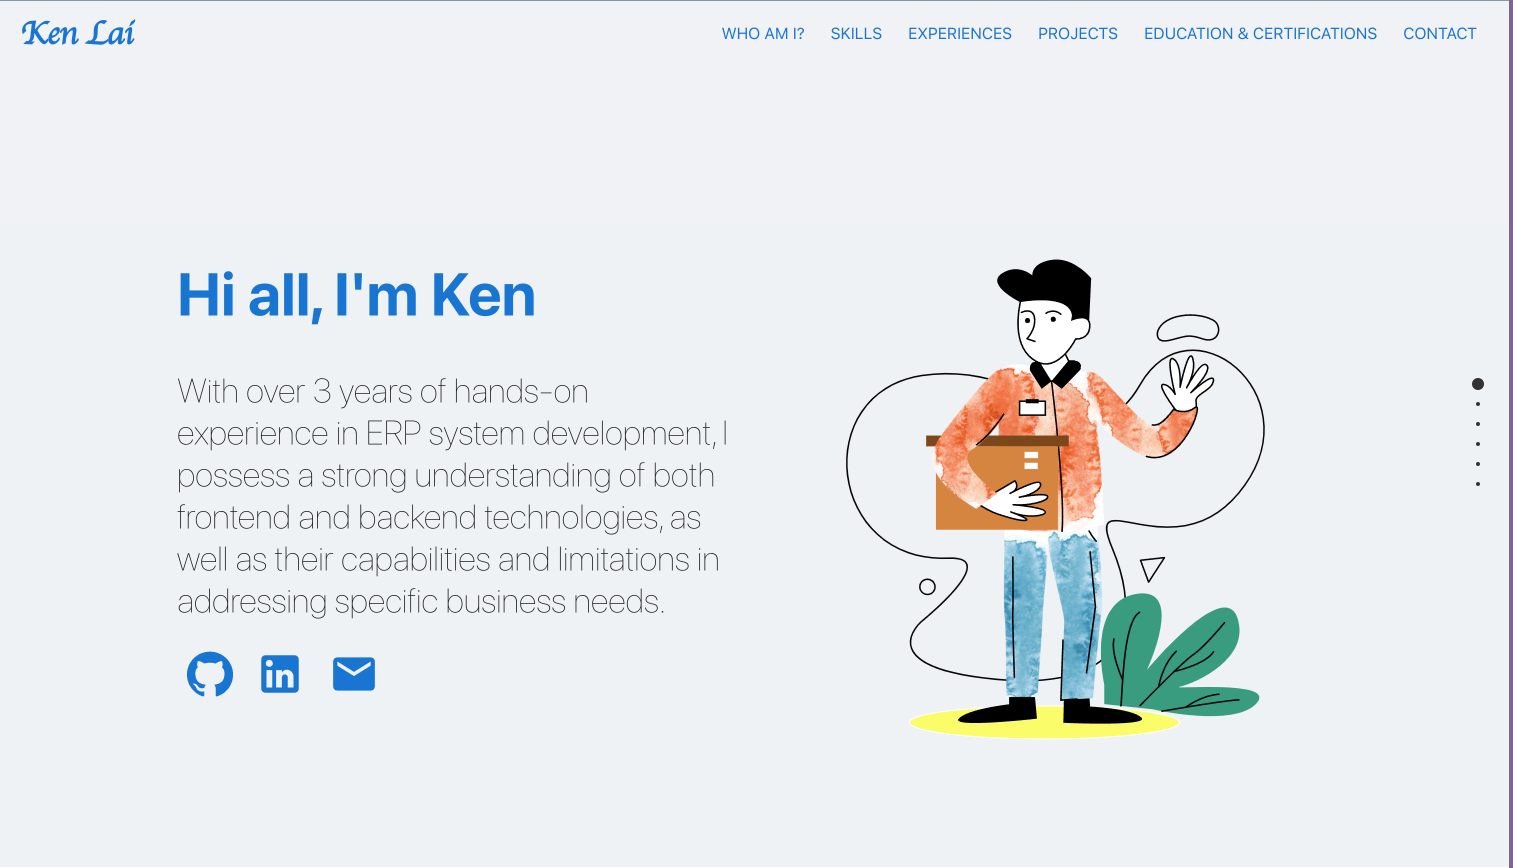 Ken Lai
WHO AM I? SKILLS EXPERIENCES PROJECTS EDUCATION & CERTIFICATIONS CONTACT
Hi all, I'm Ken
With over 3 years of hands-on
experience in ERP system development, I
possess a strong understanding of both
frontend and backend technologies, as
well as their capabilities and limitations in
addressing specific business needs.
in